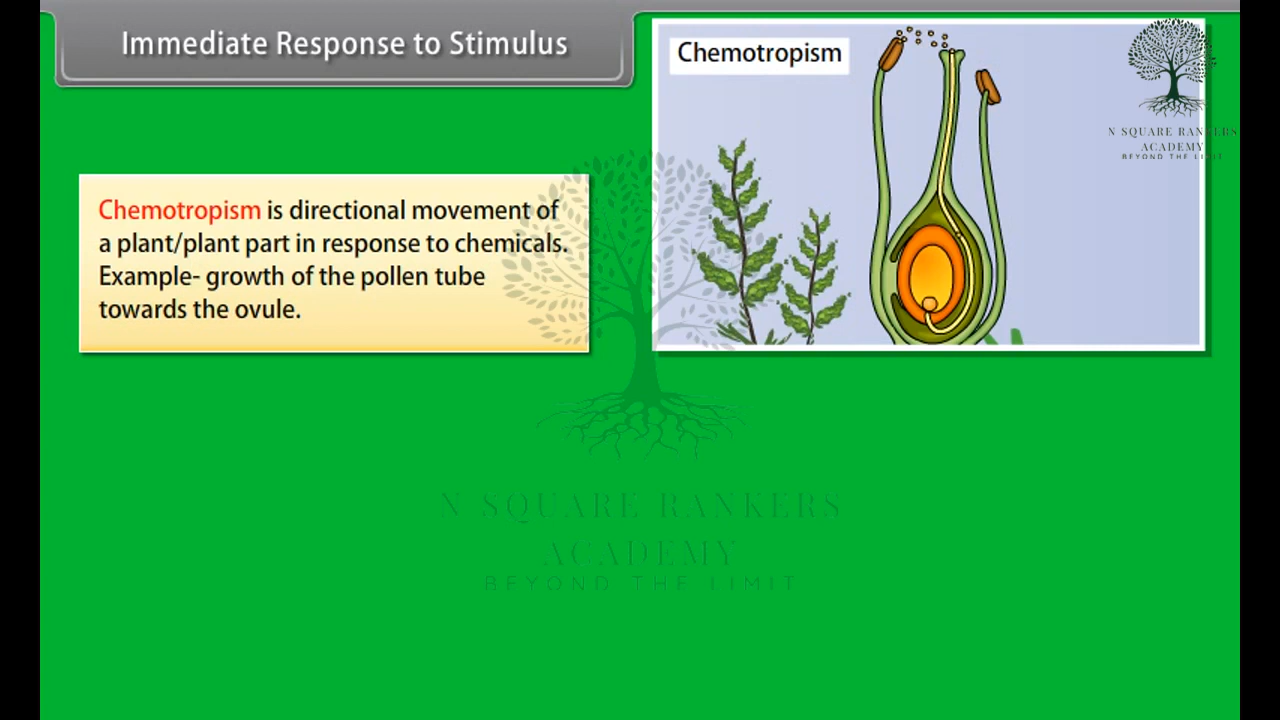 Immediate Response to Stimulus
Chemotropism
N SQUARE RANKERS
ACADEMY
BEYOND THE LIMIT
Chemotropism is directional movement of
a plant/plant part in response to chemicals.
Example- growth of the pollen tube
towards the ovule.
N SQUARE RANKERS
ACADEMY
BEYOND THE LIMIT